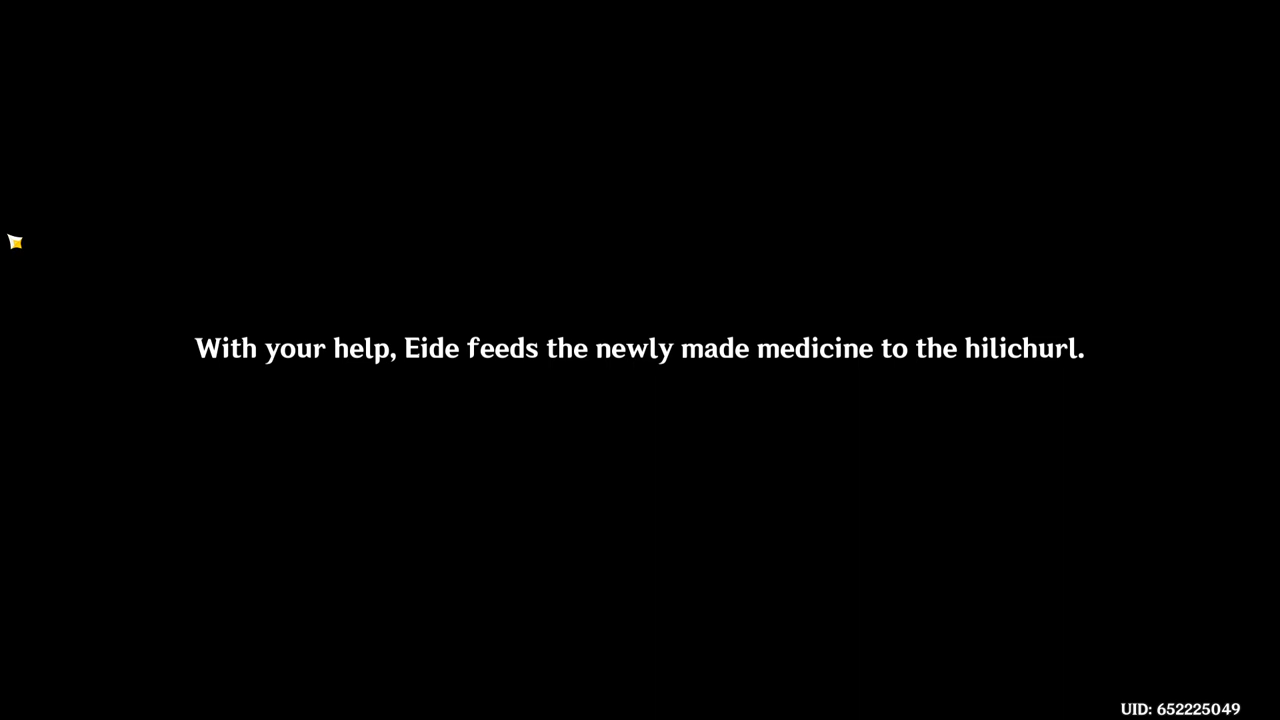 With your help, Eide feeds the newly made medicine to the hilichurl.
UID: 652225049